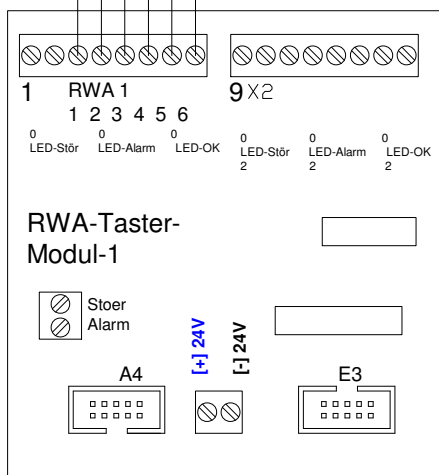 1 RWA 1 9 X2
1 2 3 4 5 6
0 0 0 0 0 0
LED-Stör LED-Alarm LED-OK LED-Stör LED-Alarm LED-OK
2 2 2
RWA-Taster-
Modul-1
Stoer
Alarm
[+] 24V
[-] 24V
A4
E3